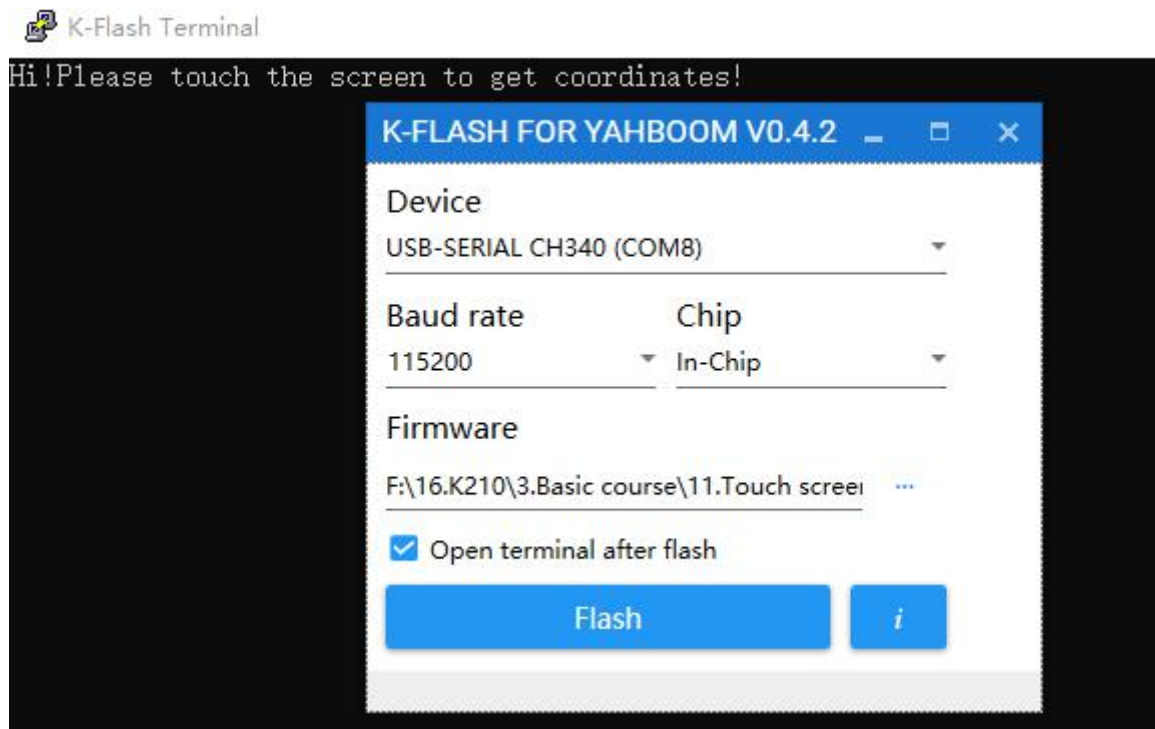 K-Flash Terminal
Hi!Please touch the screen to get coordinates!
K-FLASH FOR YAHBOOM V0.4.2
Device
USB-SERIAL CH340 (COM8)
Baud rate Chip
115200 In-Chip
Firmware
F:\16.K210\3.Basic course\11.Touch screei ...
Open terminal after flash
Flash i